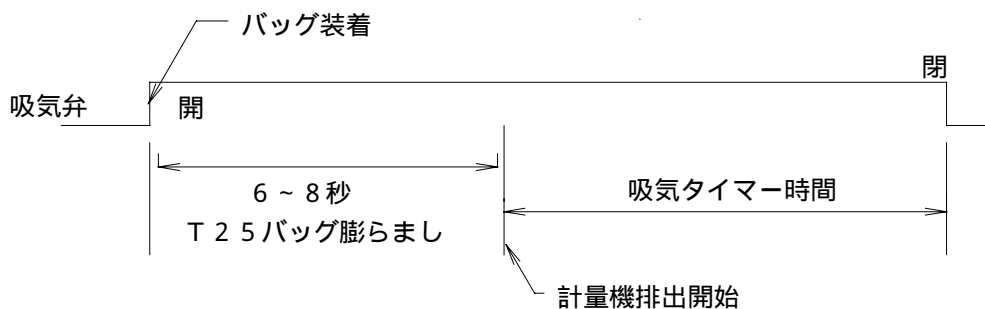 バッグ装着
閉
吸気弁
開
6~8秒
吸気タイマー時間
T25バッグ膨らまし
計量機排出開始